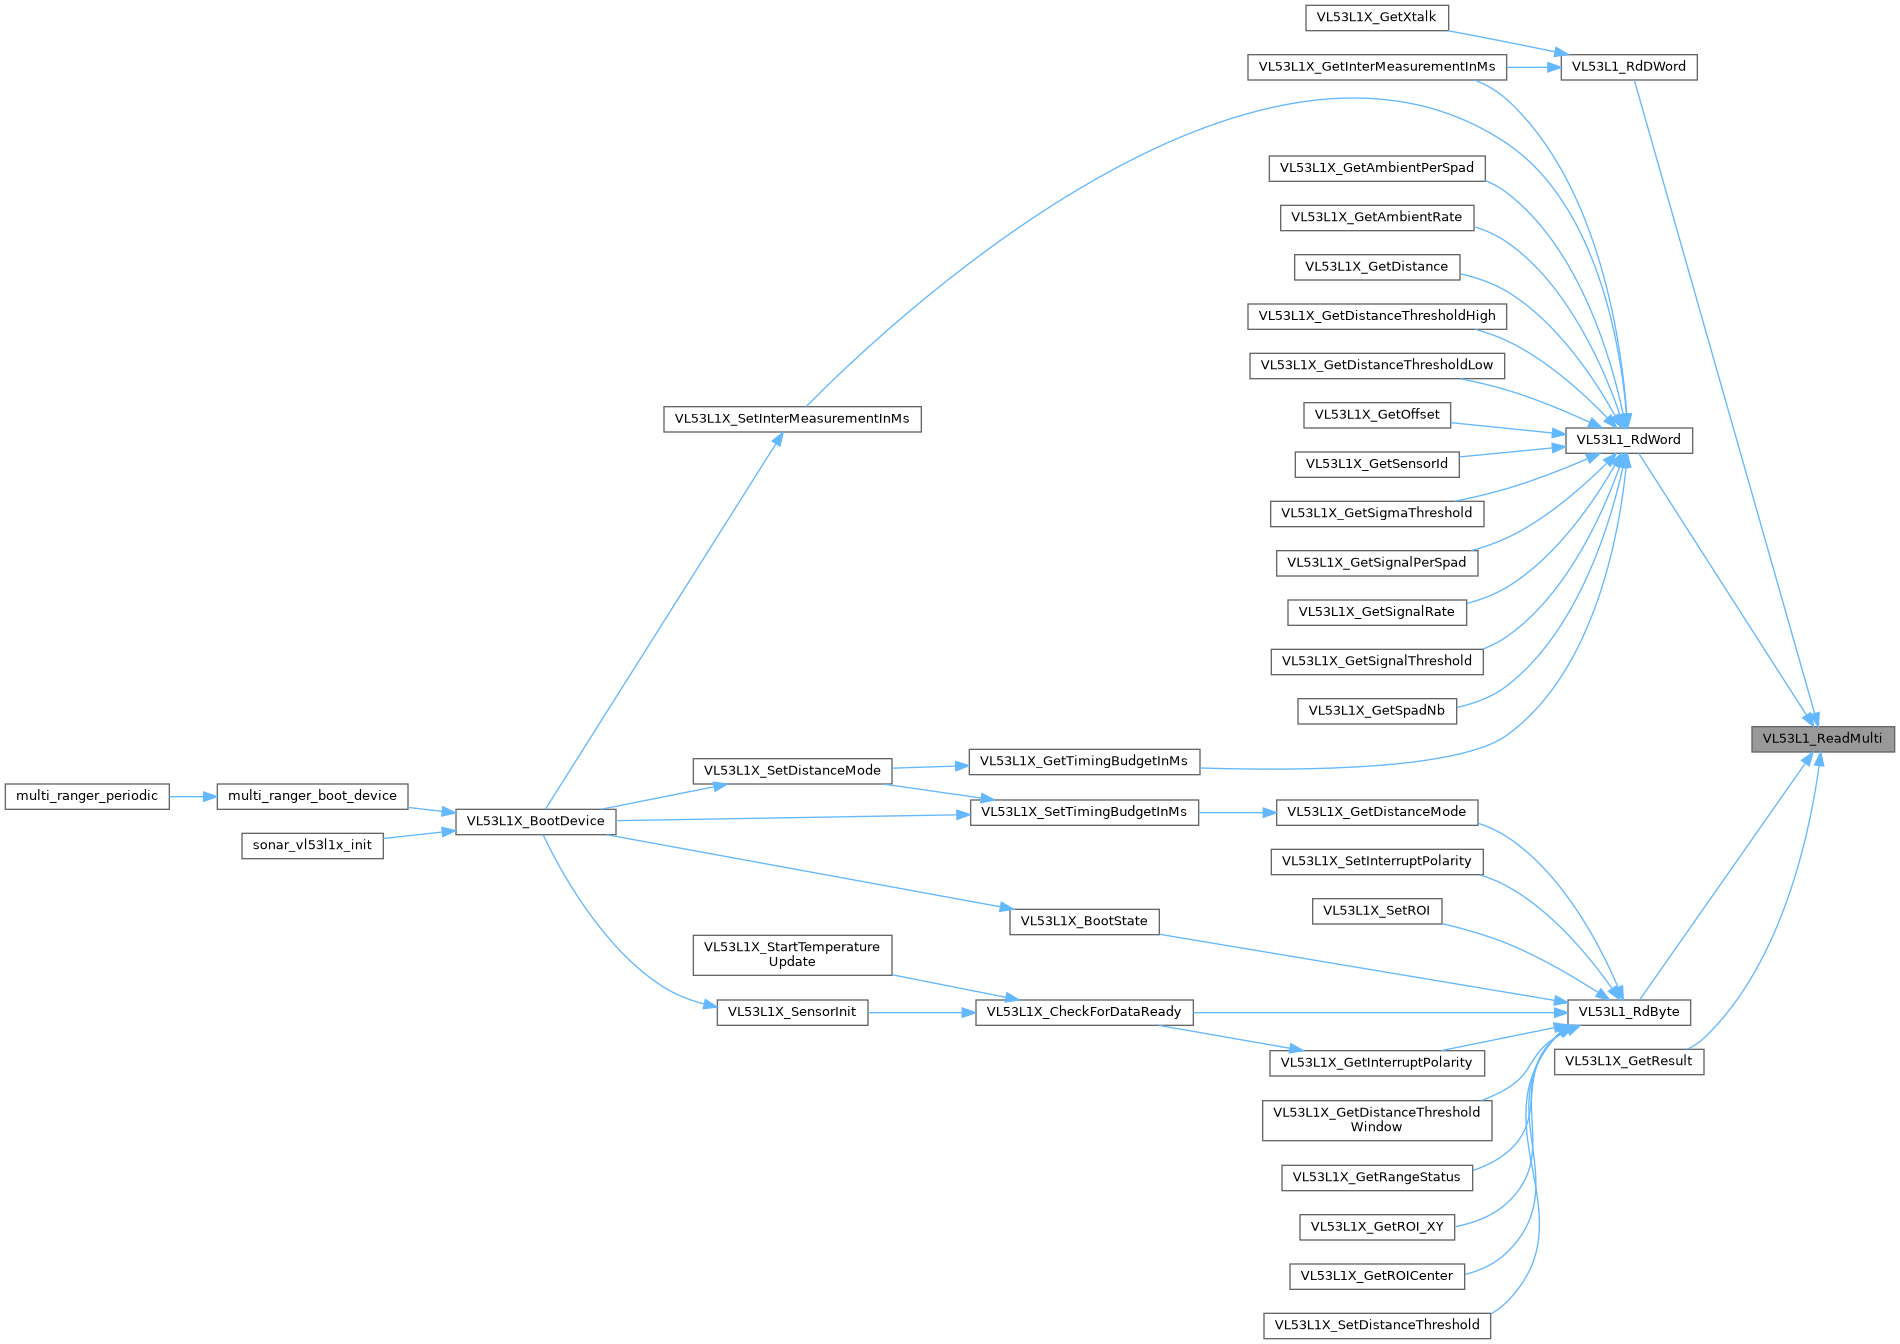 VL53L1X_GetXtalk
VL53L1X_GetInterMeasurementInMs
VL53L1_RdDWord
VL53L1X_GetAmbientPerSpad
VL53L1X_GetAmbientRate
VL53L1X_GetDistance
VL53L1X_GetDistanceThresholdHigh
VL53L1X_GetDistanceThresholdLow
VL53L1X_GetOffset
VL53L1X_SetInterMeasurementInMs
VL53L1_RdWord
VL53L1X_GetSensorId
VL53L1X_GetSigmaThreshold
VL53L1X_GetSignalPerSpad
VL53L1X_GetSignalRate
VL53L1X_GetSignalThreshold
VL53L1X_GetSpadNb
VL53L1_ReadMulti
VL53L1X_GetTimingBudgetInMs
VL53L1X_SetDistanceMode
multi_ranger_periodic
multi_ranger_boot_device
VL53L1X_BootDevice
VL53L1X_SetTimingBudgetInMs
VL53L1X_GetDistanceMode
sonar_vl53l1x_init
VL53L1X_SetInterruptPolarity
VL53L1X_SetROI
VL53L1X_BootState
VL53L1X_StartTemperature
Update
VL53L1X_SensorInit
VL53L1X_CheckForDataReady
VL53L1_RdByte
VL53L1X_GetInterruptPolarity
VL53L1X_GetResult
VL53L1X_GetDistanceThreshold
Window
VL53L1X_GetRangeStatus
VL53L1X_GetROI_XY
VL53L1X_GetROICenter
VL53L1X_SetDistanceThreshold